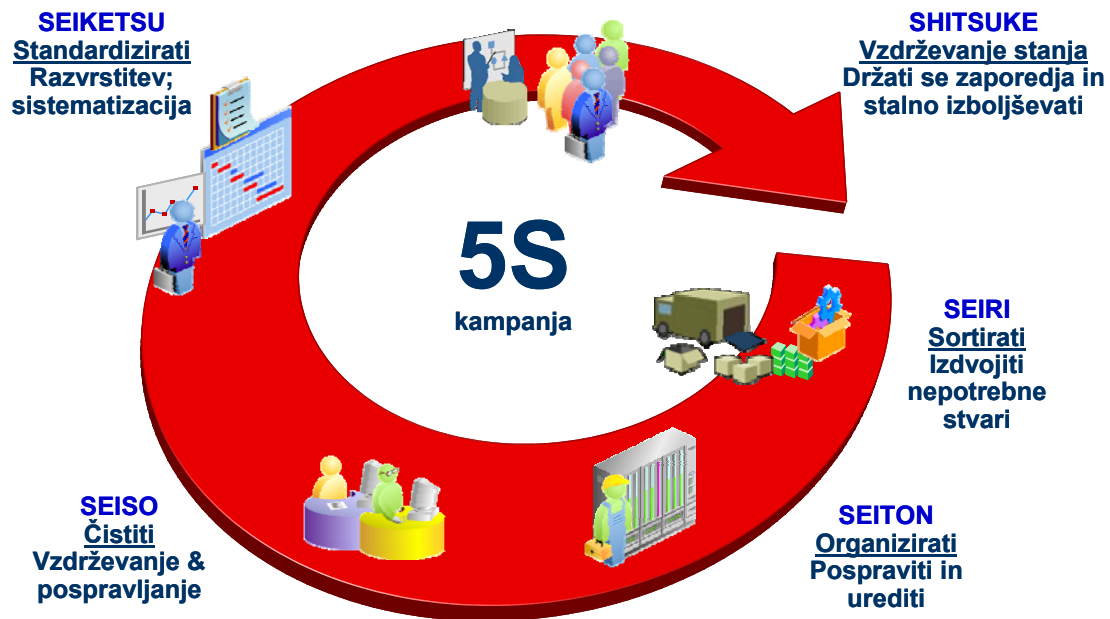 SEIKETSU
Standardizirati
Razvrstitev;
sistematizacija
SHITSUKE
Vzdrževanje stanja
Držati se zaporedja in
stalno izboljševati
5S
kampanja
SEIRI
Sortirati
Izdvojiti
nepotrebne
stvari
SEISO
Čistiti
Vzdrževanje &
pospravljanje
SEITON
Organizirati
Pospraviti in
urediti